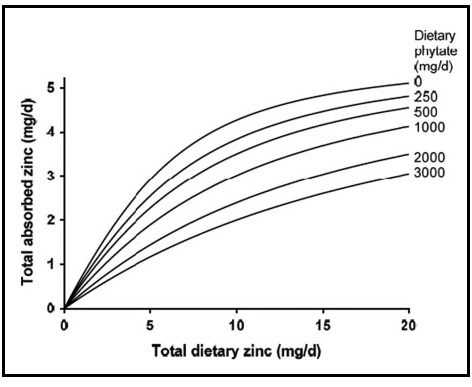 Dietary
phytate
(mg/d)
0
250
500
1000
2000
3000
5
4
3
2
1
0
Total absorbed zinc (mg/d)
0 5 10 15 20
Total dietary zinc (mg/d)